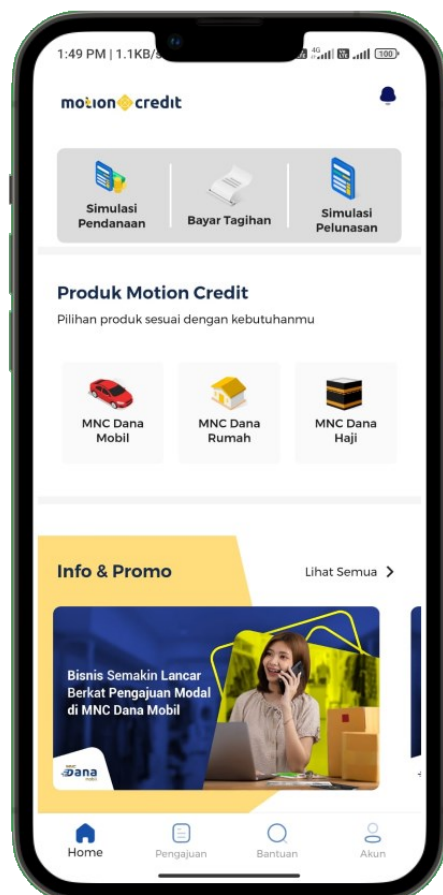 1:49 PM | 1.1KB/s
4G
100
motion credit
Simulasi
Pendanaan
Bayar Tagihan
Simulasi
Pelunasan
Produk Motion Credit
Pilihan produk sesuai dengan kebutuhanmu
MNC Dana
Mobil
MNC Dana
Rumah
MNC Dana
Haji
Info & Promo
Lihat Semua
Bisnis Semakin Lancar
Berkat Pengajuan Modal
di MNC Dana Mobil
Dana
Home
Pengajuan
Bantuan
Akun